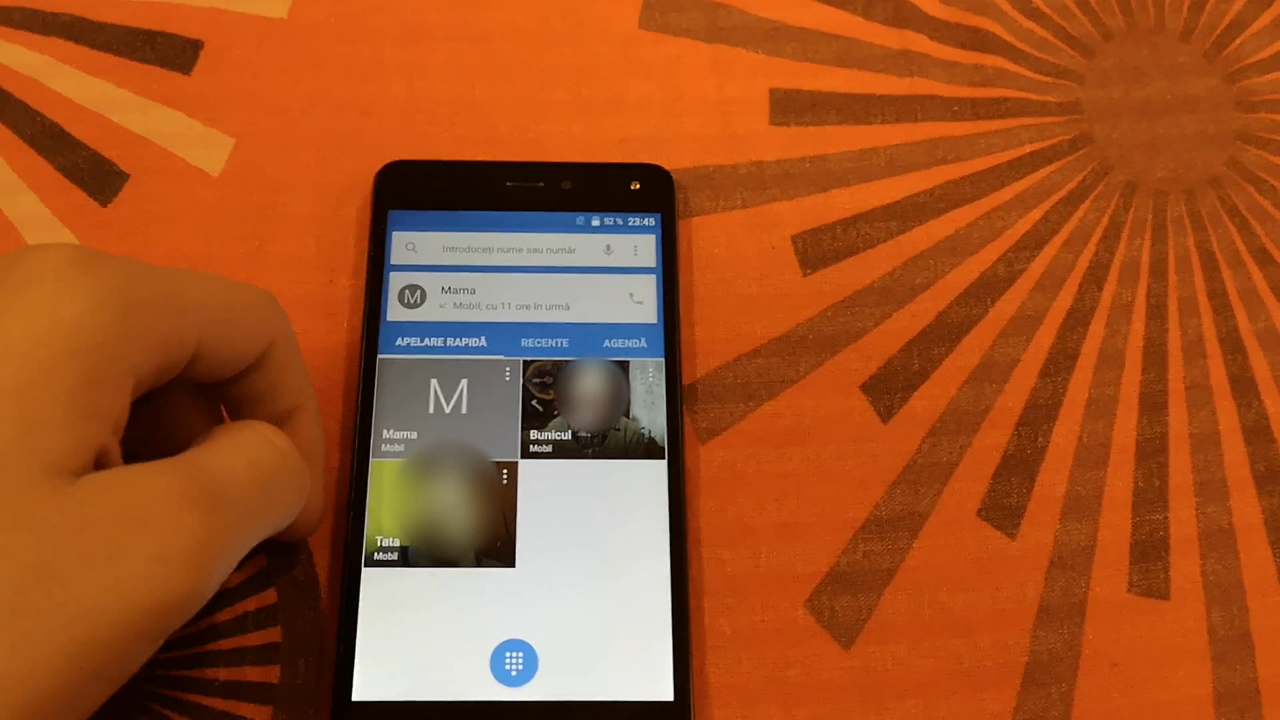 52 % 23:45
Introduceți nume sau număr
M
Mama
Mobil, cu 11 ore în urmă
APELARE RAPIDĂ RECENTE AGENDĂ
M
Mama
Mobil
Bunicul
Mobil
Tata
Mobil